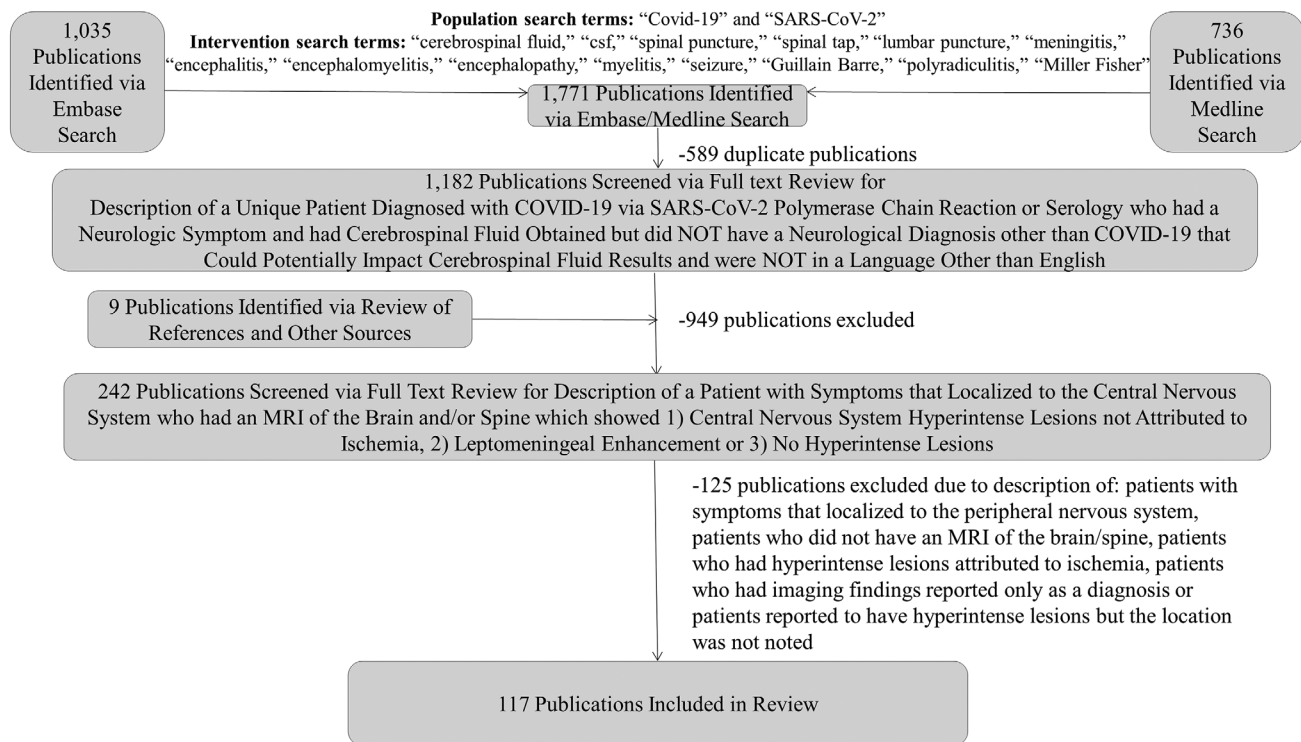 1,035
Publications
Identified via
Embase
Search
Population search terms: “Covid-19” and “SARS-CoV-2”
Intervention search terms: “cerebrospinal fluid,” “csf,” “spinal puncture,” “spinal tap,” “lumbar puncture,” “meningitis,”
“encephalitis,” “encephalomyelitis,” “encephalopathy,” “myelitis,” “seizure,” “Guillain Barre,” “polyradiculitis,” “Miller Fisher”
736
Publications
Identified via
Medline
Search
1,771 Publications Identified
via Embase/Medline Search
-589 duplicate publications
1,182 Publications Screened via Full text Review for
Description of a Unique Patient Diagnosed with COVID-19 via SARS-CoV-2 Polymerase Chain Reaction or Serology who had a
Neurologic Symptom and had Cerebrospinal Fluid Obtained but did NOT have a Neurological Diagnosis other than COVID-19 that
Could Potentially Impact Cerebrospinal Fluid Results and were NOT in a Language Other than English
9 Publications Identified via Review of
References and Other Sources
-949 publications excluded
242 Publications Screened via Full Text Review for Description of a Patient with Symptoms that Localized to the Central Nervous
System who had an MRI of the Brain and/or Spine which showed 1) Central Nervous System Hyperintense Lesions not Attributed to
Ischemia, 2) Leptomeningeal Enhancement or 3) No Hyperintense Lesions
-125 publications excluded due to description of: patients with
symptoms that localized to the peripheral nervous system,
patients who did not have an MRI of the brain/spine, patients
who had hyperintense lesions attributed to ischemia, patients
who had imaging findings reported only as a diagnosis or
patients reported to have hyperintense lesions but the location
was not noted
117 Publications Included in Review